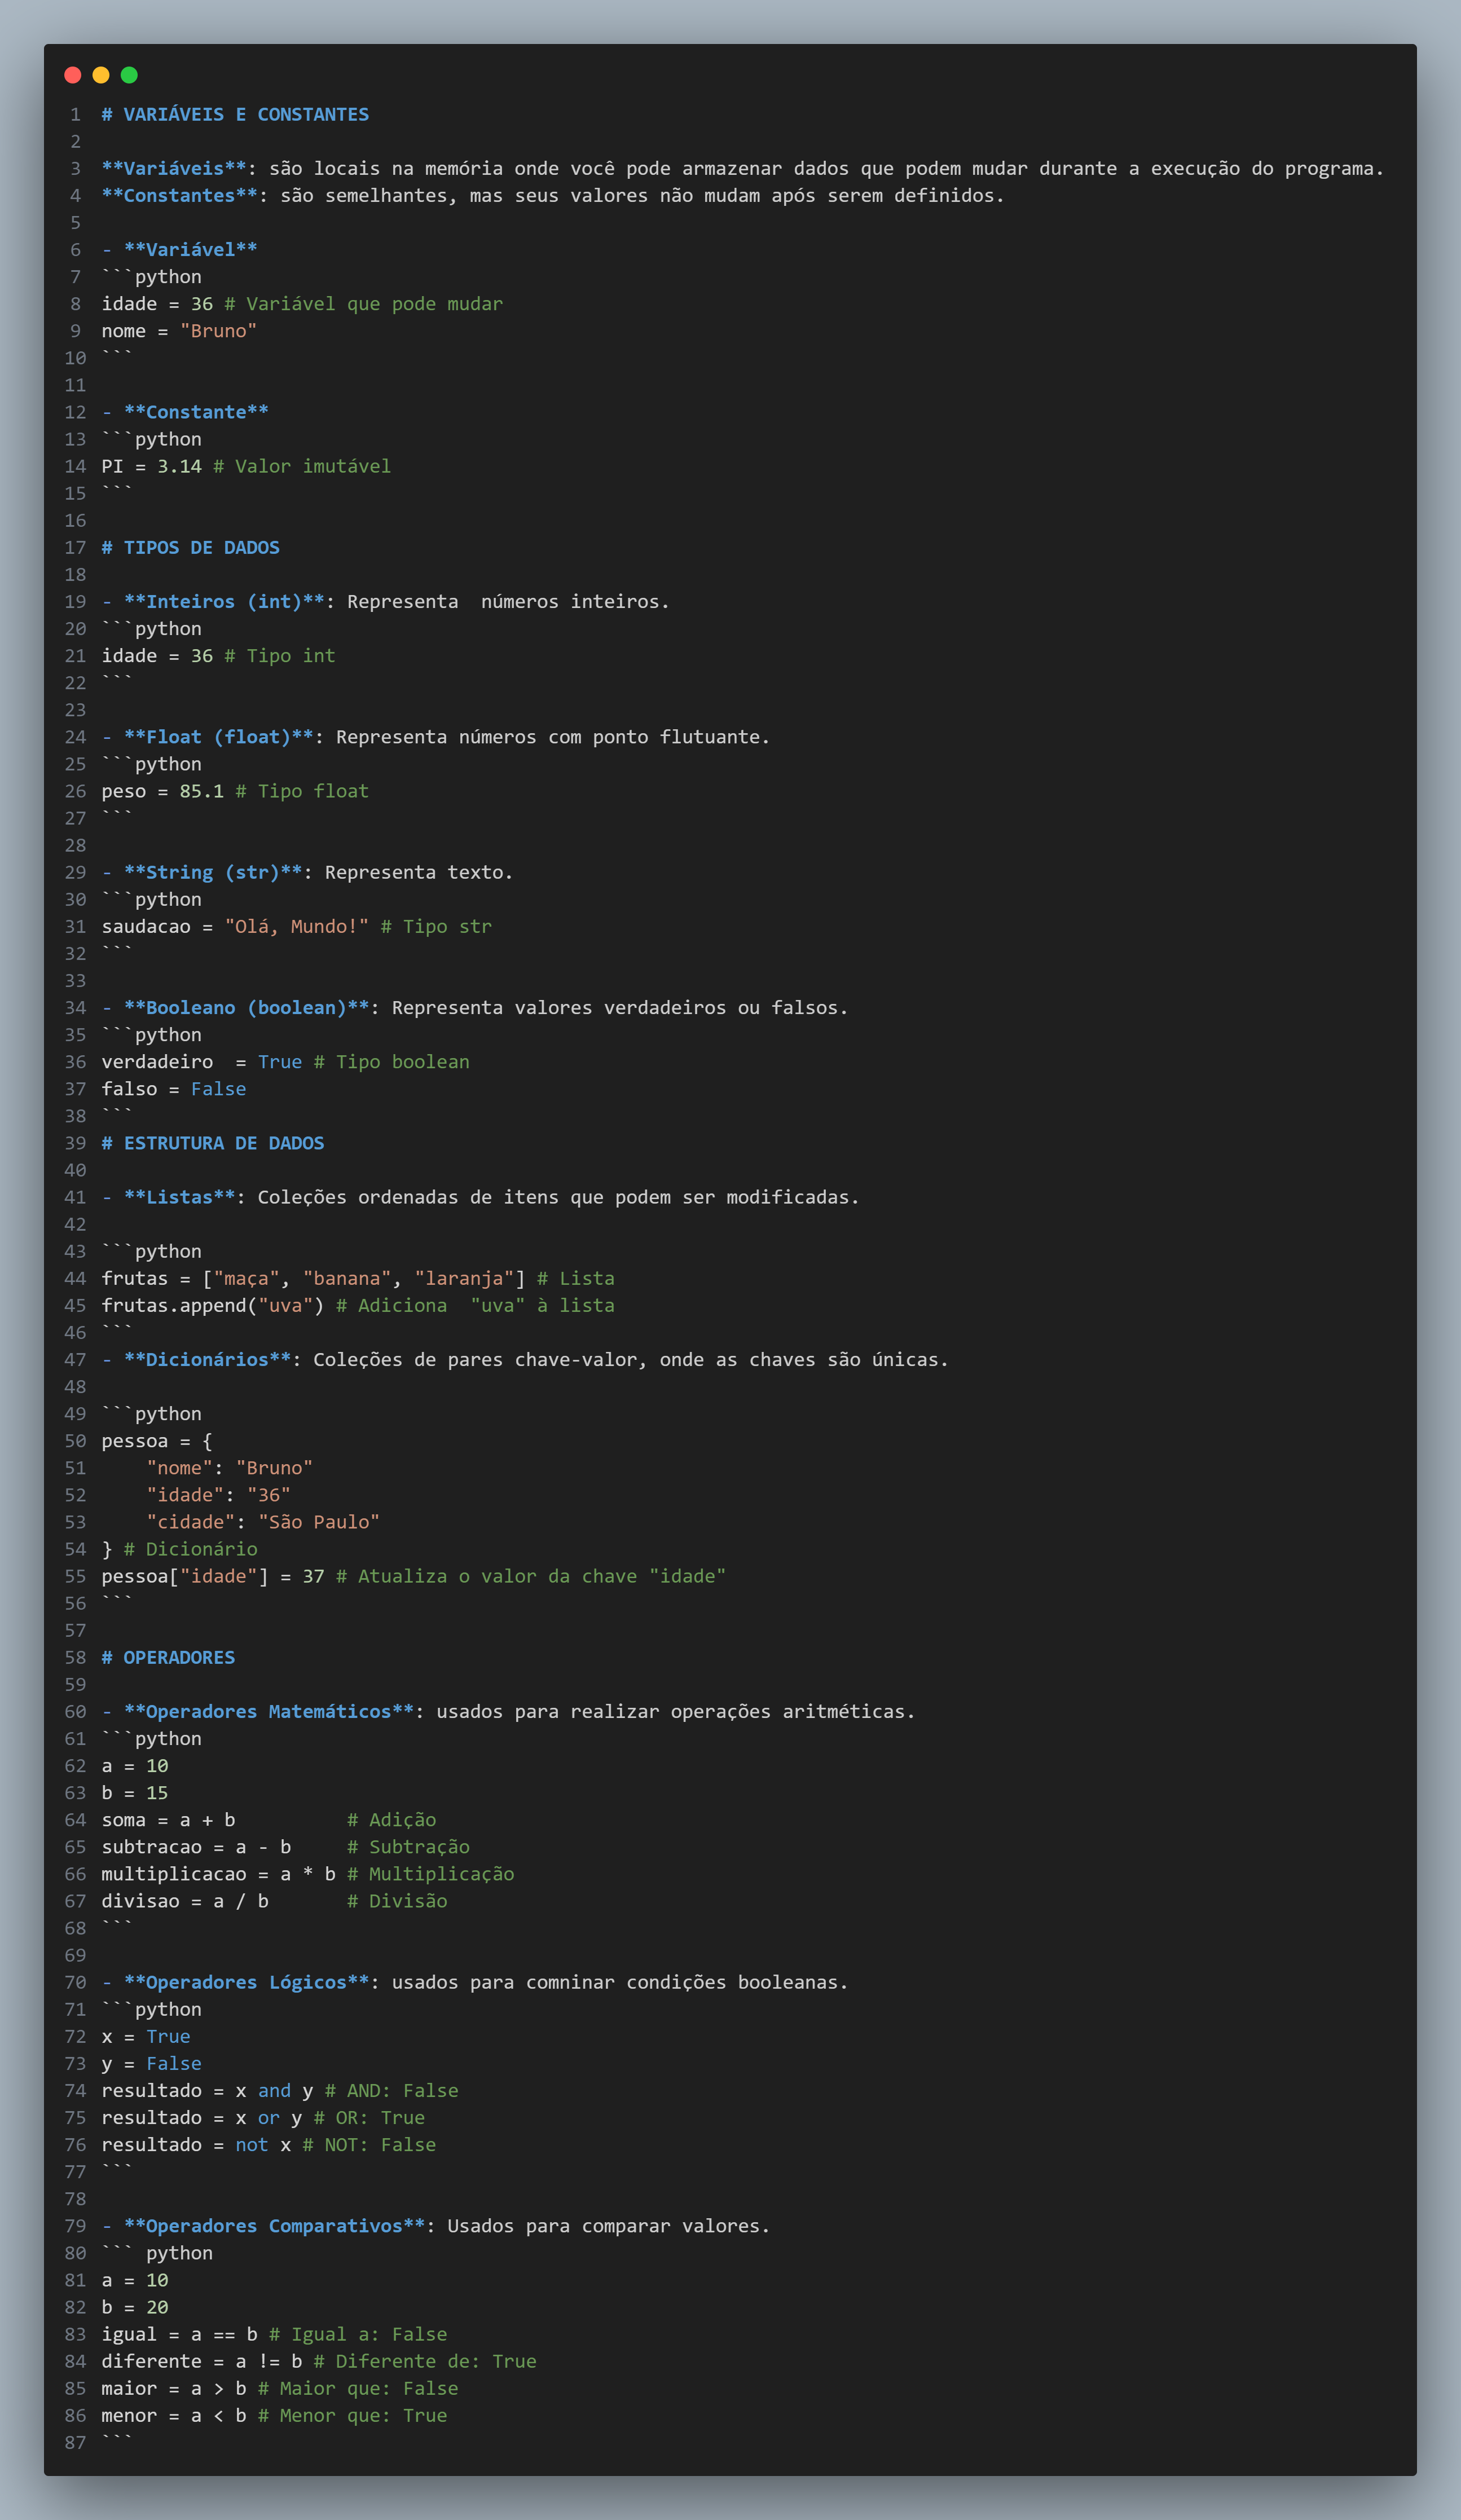 1 # VARIÁVEIS E CONSTANTES
2
3 **Variáveis**: são locais na memória onde você pode armazenar dados que podem mudar durante a execução do programa.
4 **Constantes**: são semelhantes, mas seus valores não mudam após serem definidos.
5
6 - **Variável**
7 ```python
8 idade = 36 # Variável que pode mudar
9 nome = "Bruno"
10 ```
11
12 - **Constante**
13 ```python
14 PI = 3.14 # Valor imutável
15 ```
16
17 # TIPOS DE DADOS
18
19 - **Inteiros (int)**: Representa  números inteiros.
20 ```python
21 idade = 36 # Tipo int
22 ```
23
24 - **Float (float)**: Representa números com ponto flutuante.
25 ```python
26 peso = 85.1 # Tipo float
27 ```
28
29 - **String (str)**: Representa texto.
30 ```python
31 saudacao = "Olá, Mundo!" # Tipo str
32 ```
33
34 - **Booleano (boolean)**: Representa valores verdadeiros ou falsos.
35 ```python
36 verdadeiro  = True # Tipo boolean
37 falso = False
38 ```
39 # ESTRUTURA DE DADOS
40
41 - **Listas**: Coleções ordenadas de itens que podem ser modificadas.
42
43 ```python
44 frutas = ["maça", "banana", "laranja"] # Lista
45 frutas.append("uva") # Adiciona  "uva" à lista
46 ```
47 - **Dicionários**: Coleções de pares chave-valor, onde as chaves são únicas.
48
49 ```python
50 pessoa = {
51     "nome": "Bruno"
52     "idade": "36"
53     "cidade": "São Paulo"
54 } # Dicionário
55 pessoa["idade"] = 37 # Atualiza o valor da chave "idade"
56 ```
57
58 # OPERADORES
59
60 - **Operadores Matemáticos**: usados para realizar operações aritméticas.
61 ```python
62 a = 10
63 b = 15
64 soma = a + b          # Adição
65 subtracao = a - b     # Subtração
66 multiplicacao = a * b # Multiplicação
67 divisao = a / b       # Divisão
68 ```
69
70 - **Operadores Lógicos**: usados para comninar condições booleanas.
71 ```python
72 x = True
73 y = False
74 resultado = x and y # AND: False
75 resultado = x or y # OR: True
76 resultado = not x # NOT: False
77 ```
78
79 - **Operadores Comparativos**: Usados para comparar valores.
80 ``` python
81 a = 10
82 b = 20
83 igual = a == b # Igual a: False
84 diferente = a != b # Diferente de: True
85 maior = a > b # Maior que: False
86 menor = a < b # Menor que: True
87 ```